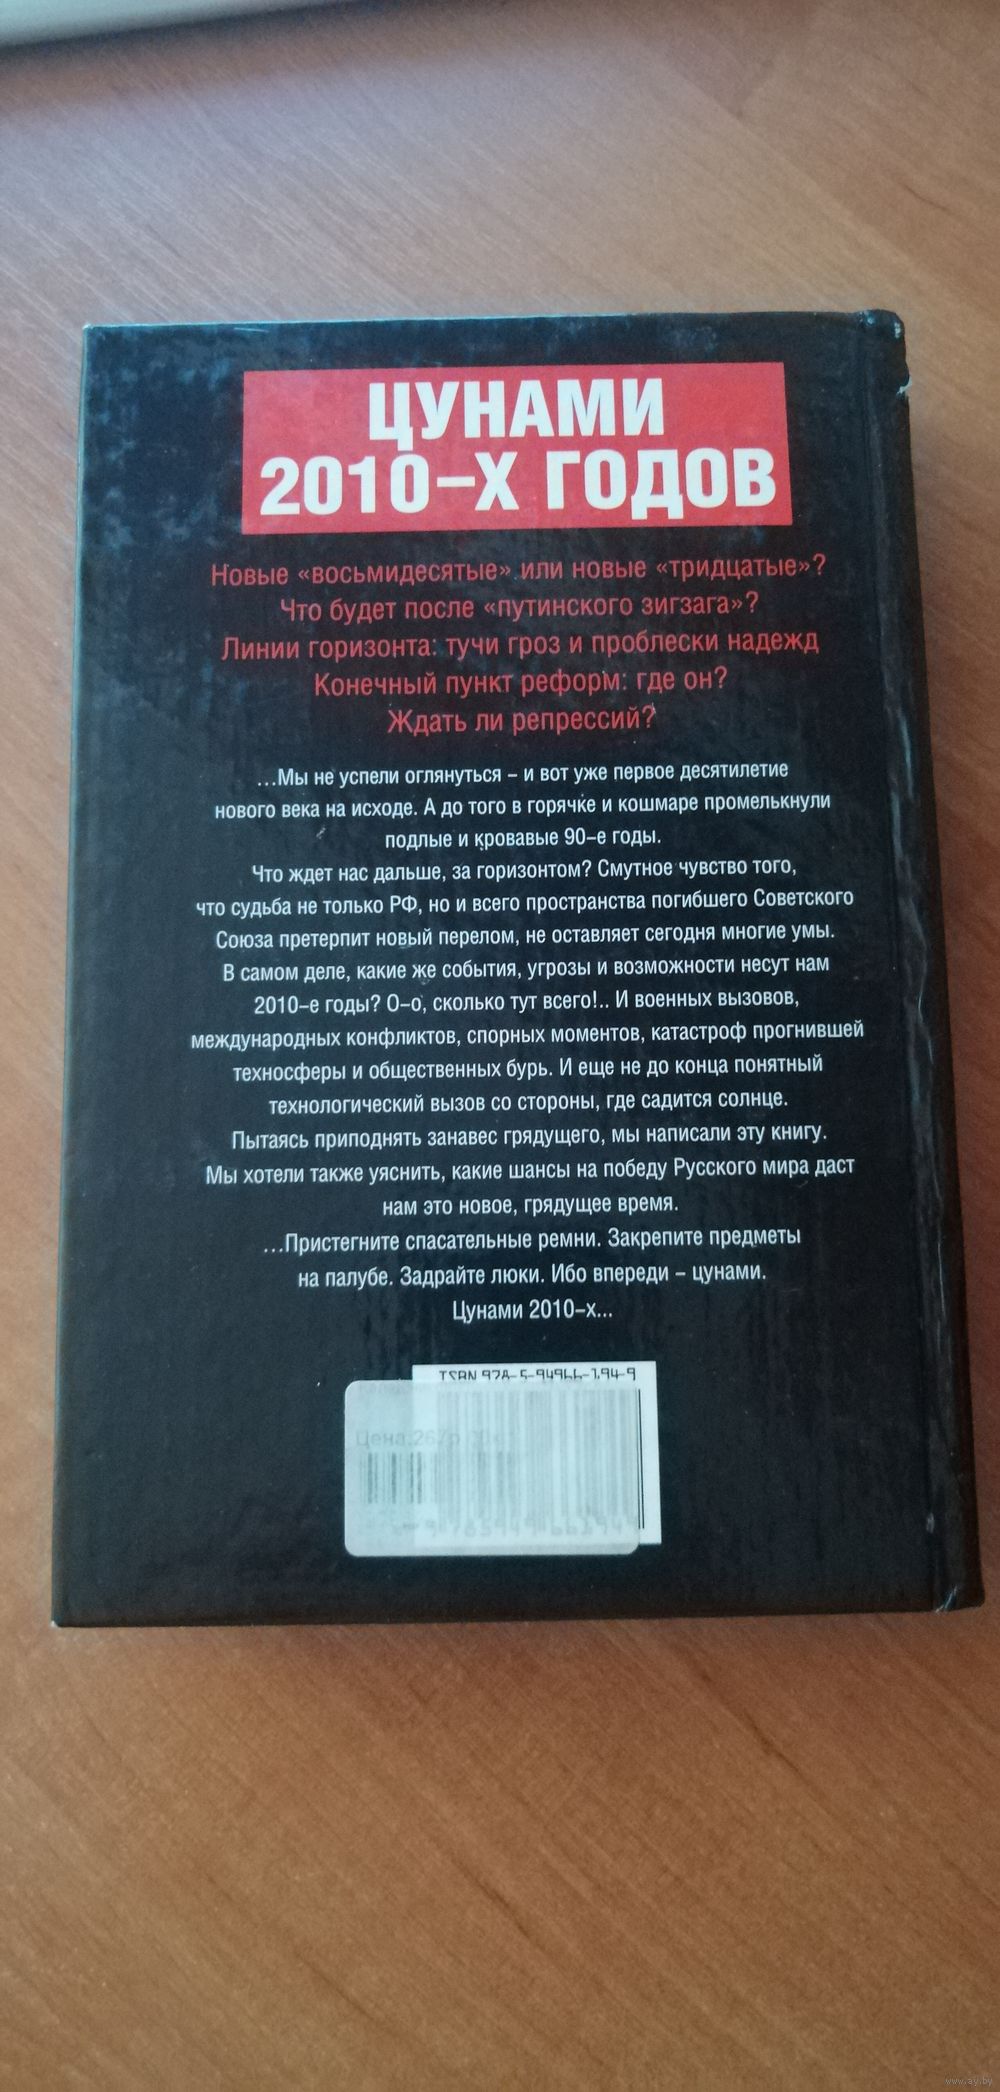 ЦУНАМИ
2010–Х ГОДОВ
Новые «восьмидесятые» или новые «тридцатые»?
Что будет после «путинского зигзага»?
Линии горизонта: тучи гроз и проблески надежд
Конечный пункт реформ: где он?
Ждать ли репрессий?
...Мы не успели оглянуться – и вот уже первое десятилетие
нового века на исходе. А до того в горячке и кошмаре промелькнули
подлые и кровавые 90–е годы.
Что ждет нас дальше, за горизонтом? Смутное чувство того,
что судьба не только РФ, но и всего пространства погибшего Советского
Союза претерпит новый перелом, не оставляет сегодня многие умы.
В самом деле, какие же события, угрозы и возможности несут нам
2010–е годы? О–о, сколько тут всего!.. И военных вызовов,
международных конфликтов, спорных моментов, катастроф прогнившей
техносферы и общественных бурь. И еще не до конца понятный
технологический вызов со стороны, где садится солнце.
Пытаясь приподнять занавес грядущего, мы написали эту книгу.
Мы хотели также уяснить, какие шансы на победу Русского мира даст
нам это новое, грядущее время.
...Пристегните спасательные ремни. Закрепите предметы
на палубе. Задрайте люки. Ибо впереди – цунами.
Цунами 2010–х...
ISBN 978-5-94966-194-9
Цена:267р
9 785949 661949
www.ay.by